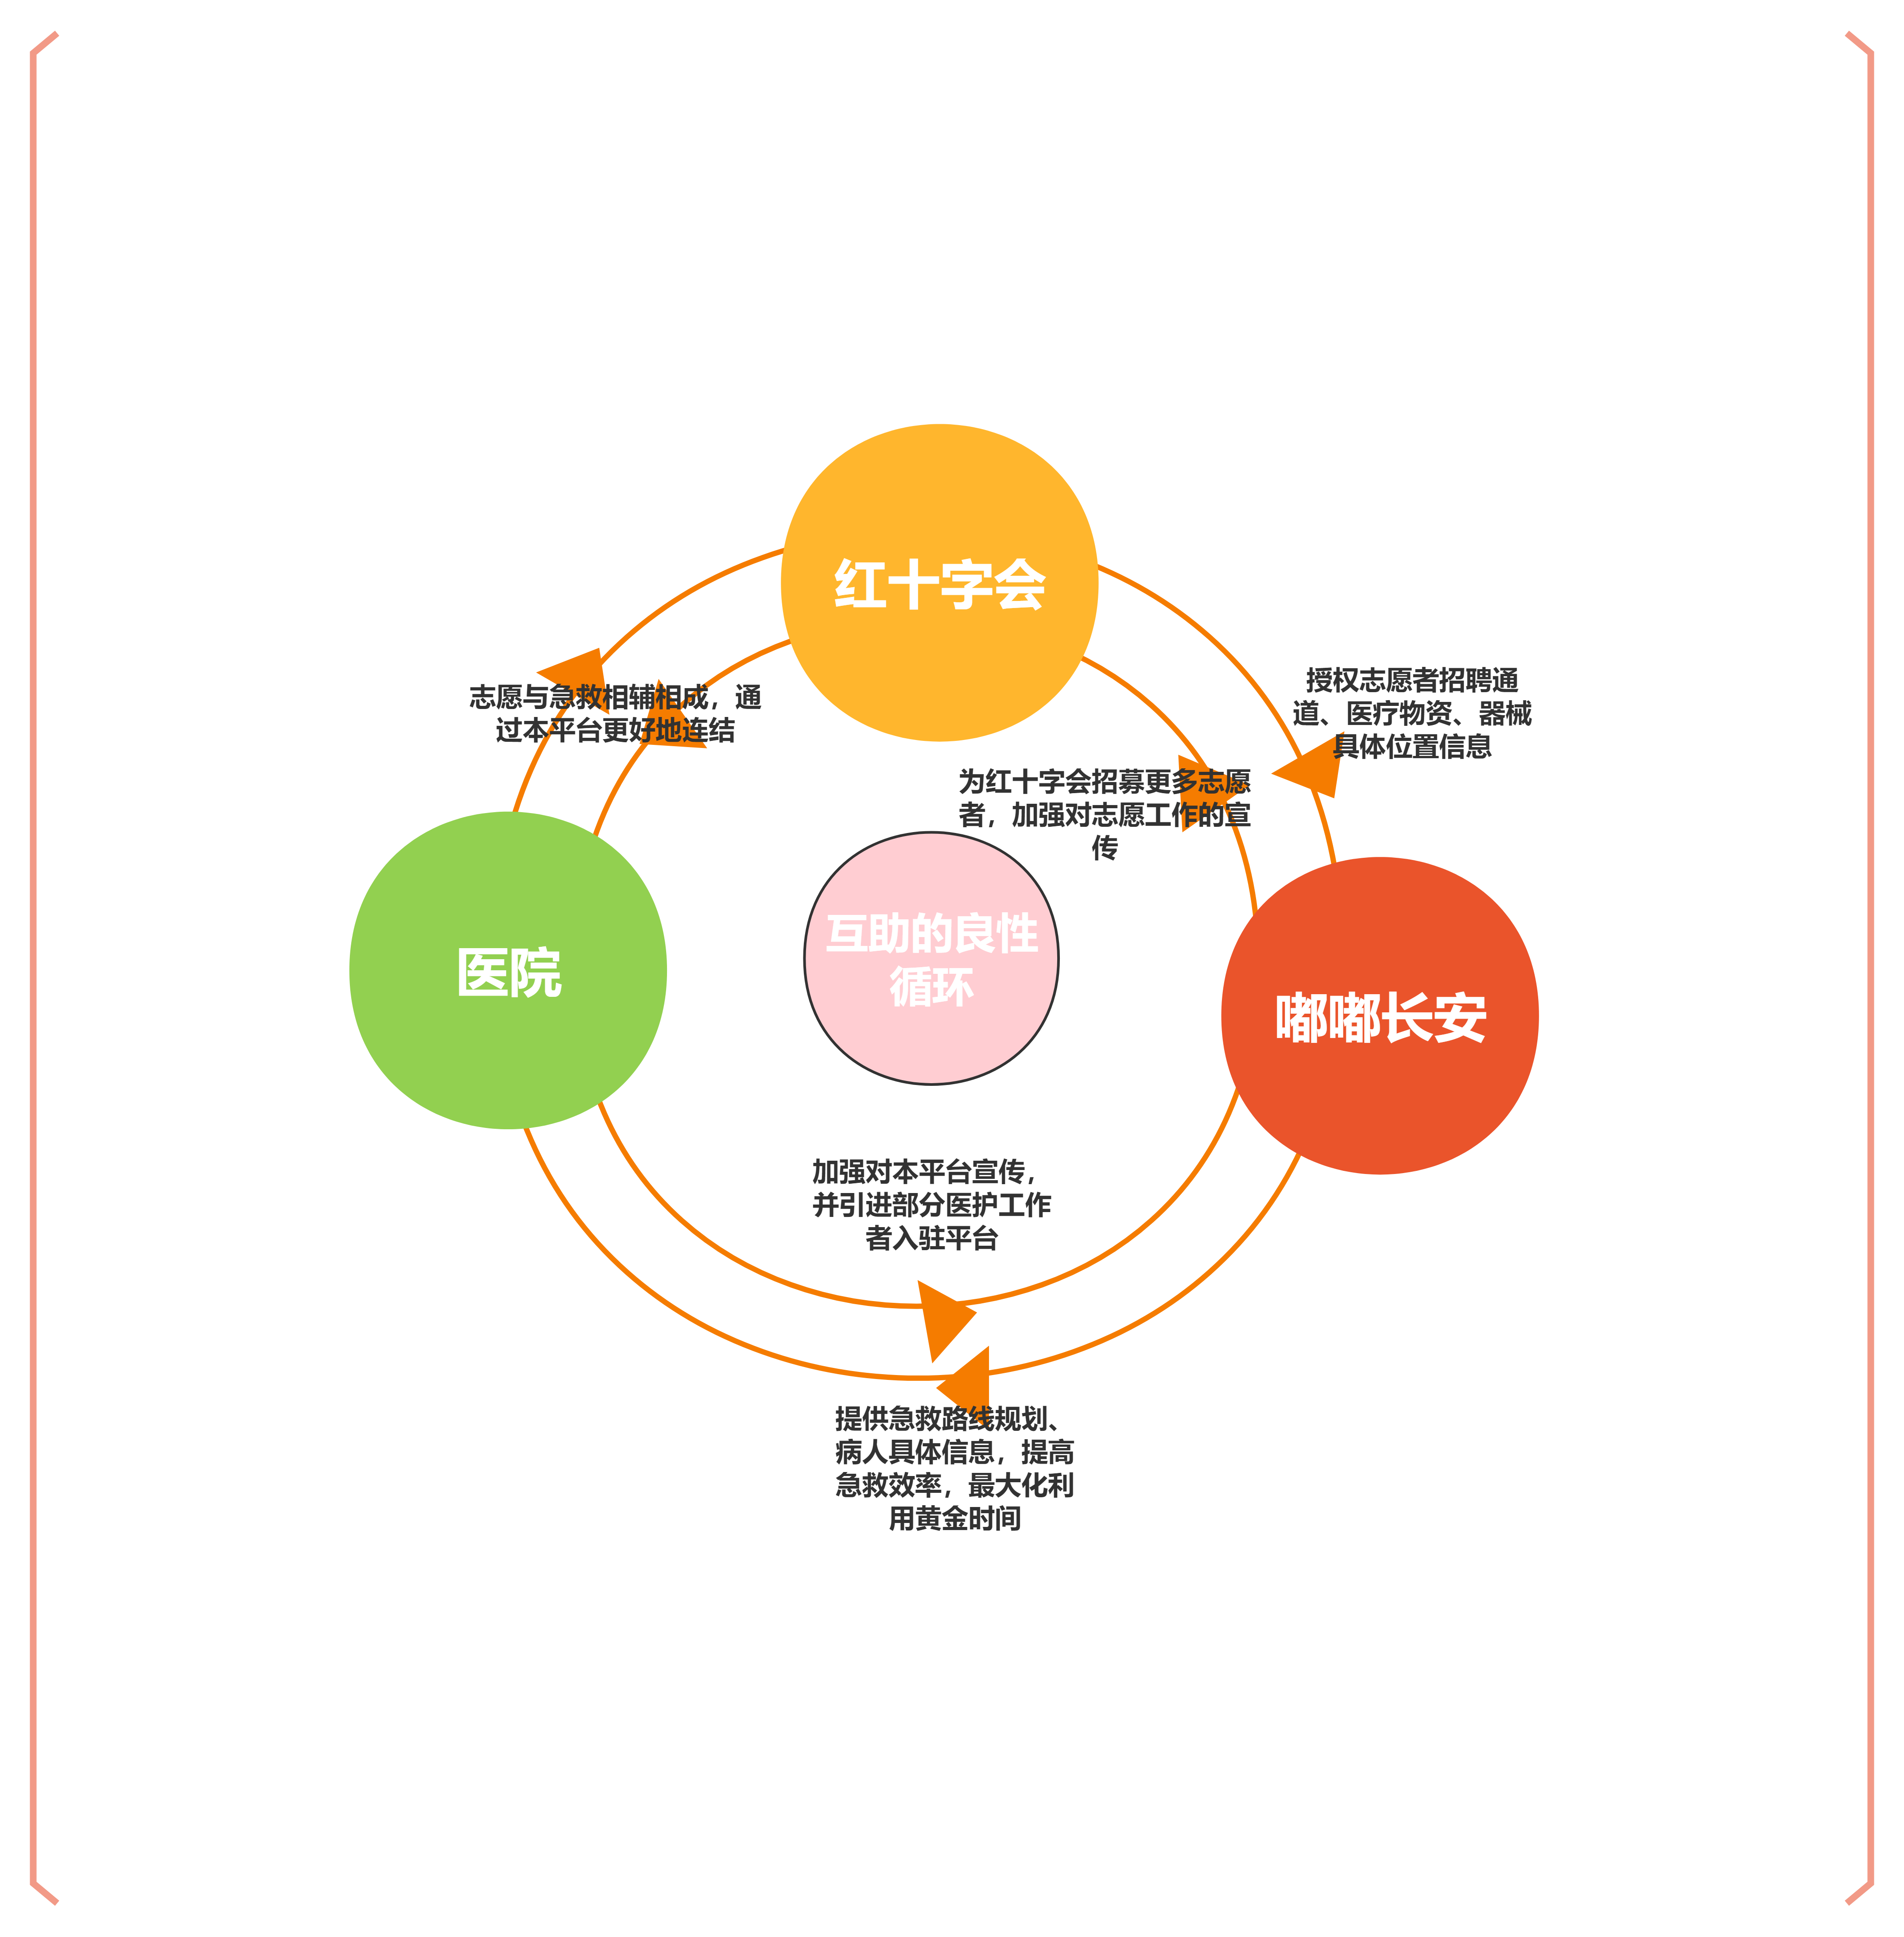 红十字会
授权志愿者招聘通
道、医疗物资、器械
具体位置信息
志愿与急救相辅相成，通
过本平台更好地连结
为红十字会招募更多志愿
者，加强对志愿工作的宣
传
互助的良性
循环
医院
嘟嘟长安
加强对本平台宣传，
并引进部分医护工作
者入驻平台
提供急救路线规划、
病人具体信息，提高
急救效率，最大化利
用黄金时间